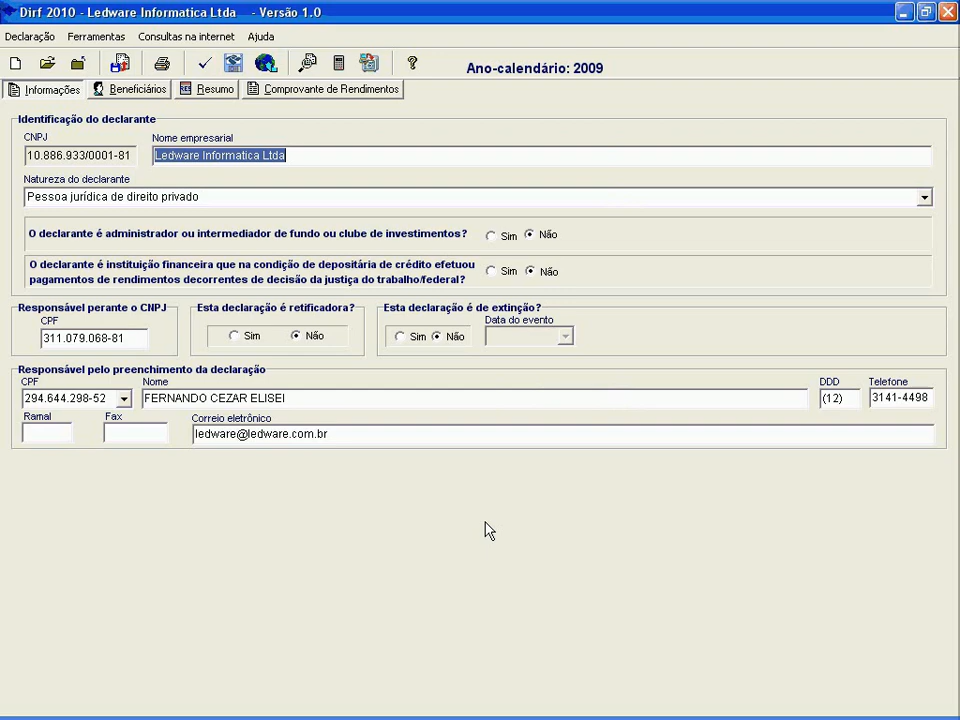 Dirf 2010 - Ledware Informatica Ltda - Versão 1.0
Declaração Ferramentas Consultas na internet Ajuda
Ano-calendário: 2009
Informações Beneficiários Resumo Comprovante de Rendimentos
Identificação do declarante
CNPJ Nome empresarial
10.886.933/0001-81 Ledware Informatica Ltda
Natureza do declarante
Pessoa jurídica de direito privado
O declarante é administrador ou intermediador de fundo ou clube de investimentos? Sim Não
O declarante é instituição financeira que na condição de depositária de crédito efetuou
pagamentos de rendimentos decorrentes de decisão da justiça do trabalho/federal? Sim Não
Responsável perante o CNPJ Esta declaração é retificadora? Esta declaração é de extinção?
CPF Data do evento
311.079.068-81 Sim Não Sim Não
Responsável pelo preenchimento da declaração
CPF Nome DDD Telefone
294.644.298-52 FERNANDO CEZAR ELISEI (12) 3141-4498
Ramal Fax Correio eletrônico
ledware@ledware.com.br